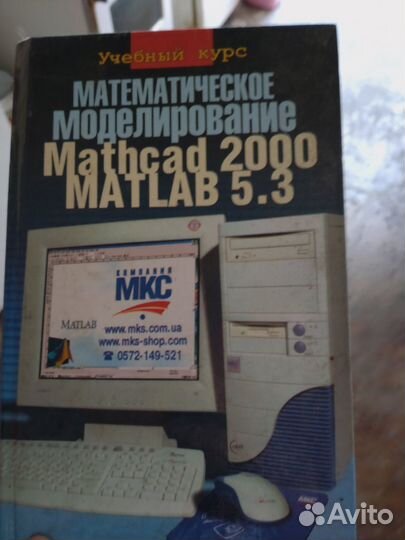 Учебный курс
МАТЕМАТИЧЕСКОЕ
МОДЕЛИРОВАНИЕ
Mathcad 2000
MATLAB 5.3
КОМПАНИЯ
МКС
MATLAB
www.mks.com.ua
www.mks-shop.com
☎ 0572-149-521
МКС
Avito